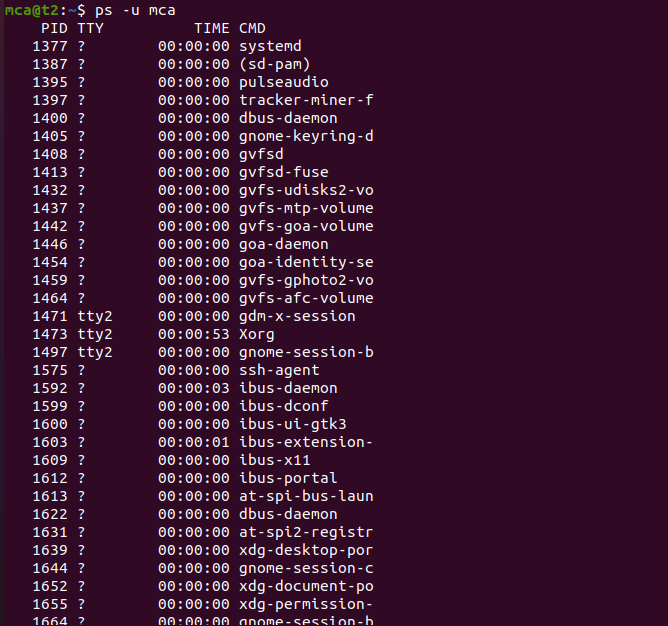 mca@t2:~$ ps -u mca
PID TTY TIME CMD
1377 ? 00:00:00 systemd
1387 ? 00:00:00 (sd-pam)
1395 ? 00:00:00 pulseaudio
1397 ? 00:00:00 tracker-miner-f
1400 ? 00:00:00 dbus-daemon
1405 ? 00:00:00 gnome-keyring-d
1408 ? 00:00:00 gvfsd
1413 ? 00:00:00 gvfsd-fuse
1432 ? 00:00:00 gvfs-udisks2-vo
1437 ? 00:00:00 gvfs-mtp-volume
1442 ? 00:00:00 gvfs-goa-volume
1446 ? 00:00:00 goa-daemon
1454 ? 00:00:00 goa-identity-se
1459 ? 00:00:00 gvfs-gphoto2-vo
1464 ? 00:00:00 gvfs-afc-volume
1471 tty2 00:00:00 gdm-x-session
1473 tty2 00:00:53 Xorg
1497 tty2 00:00:00 gnome-session-b
1575 ? 00:00:00 ssh-agent
1592 ? 00:00:03 ibus-daemon
1599 ? 00:00:00 ibus-dconf
1600 ? 00:00:00 ibus-ui-gtk3
1603 ? 00:00:01 ibus-extension-
1609 ? 00:00:00 ibus-x11
1612 ? 00:00:00 ibus-portal
1613 ? 00:00:00 at-spi-bus-laun
1622 ? 00:00:00 dbus-daemon
1631 ? 00:00:00 at-spi2-registr
1639 ? 00:00:00 xdg-desktop-por
1644 ? 00:00:00 gnome-session-c
1652 ? 00:00:00 xdg-document-po
1655 ? 00:00:00 xdg-permission-
1664 ? 00:00:00 gnome-session-b